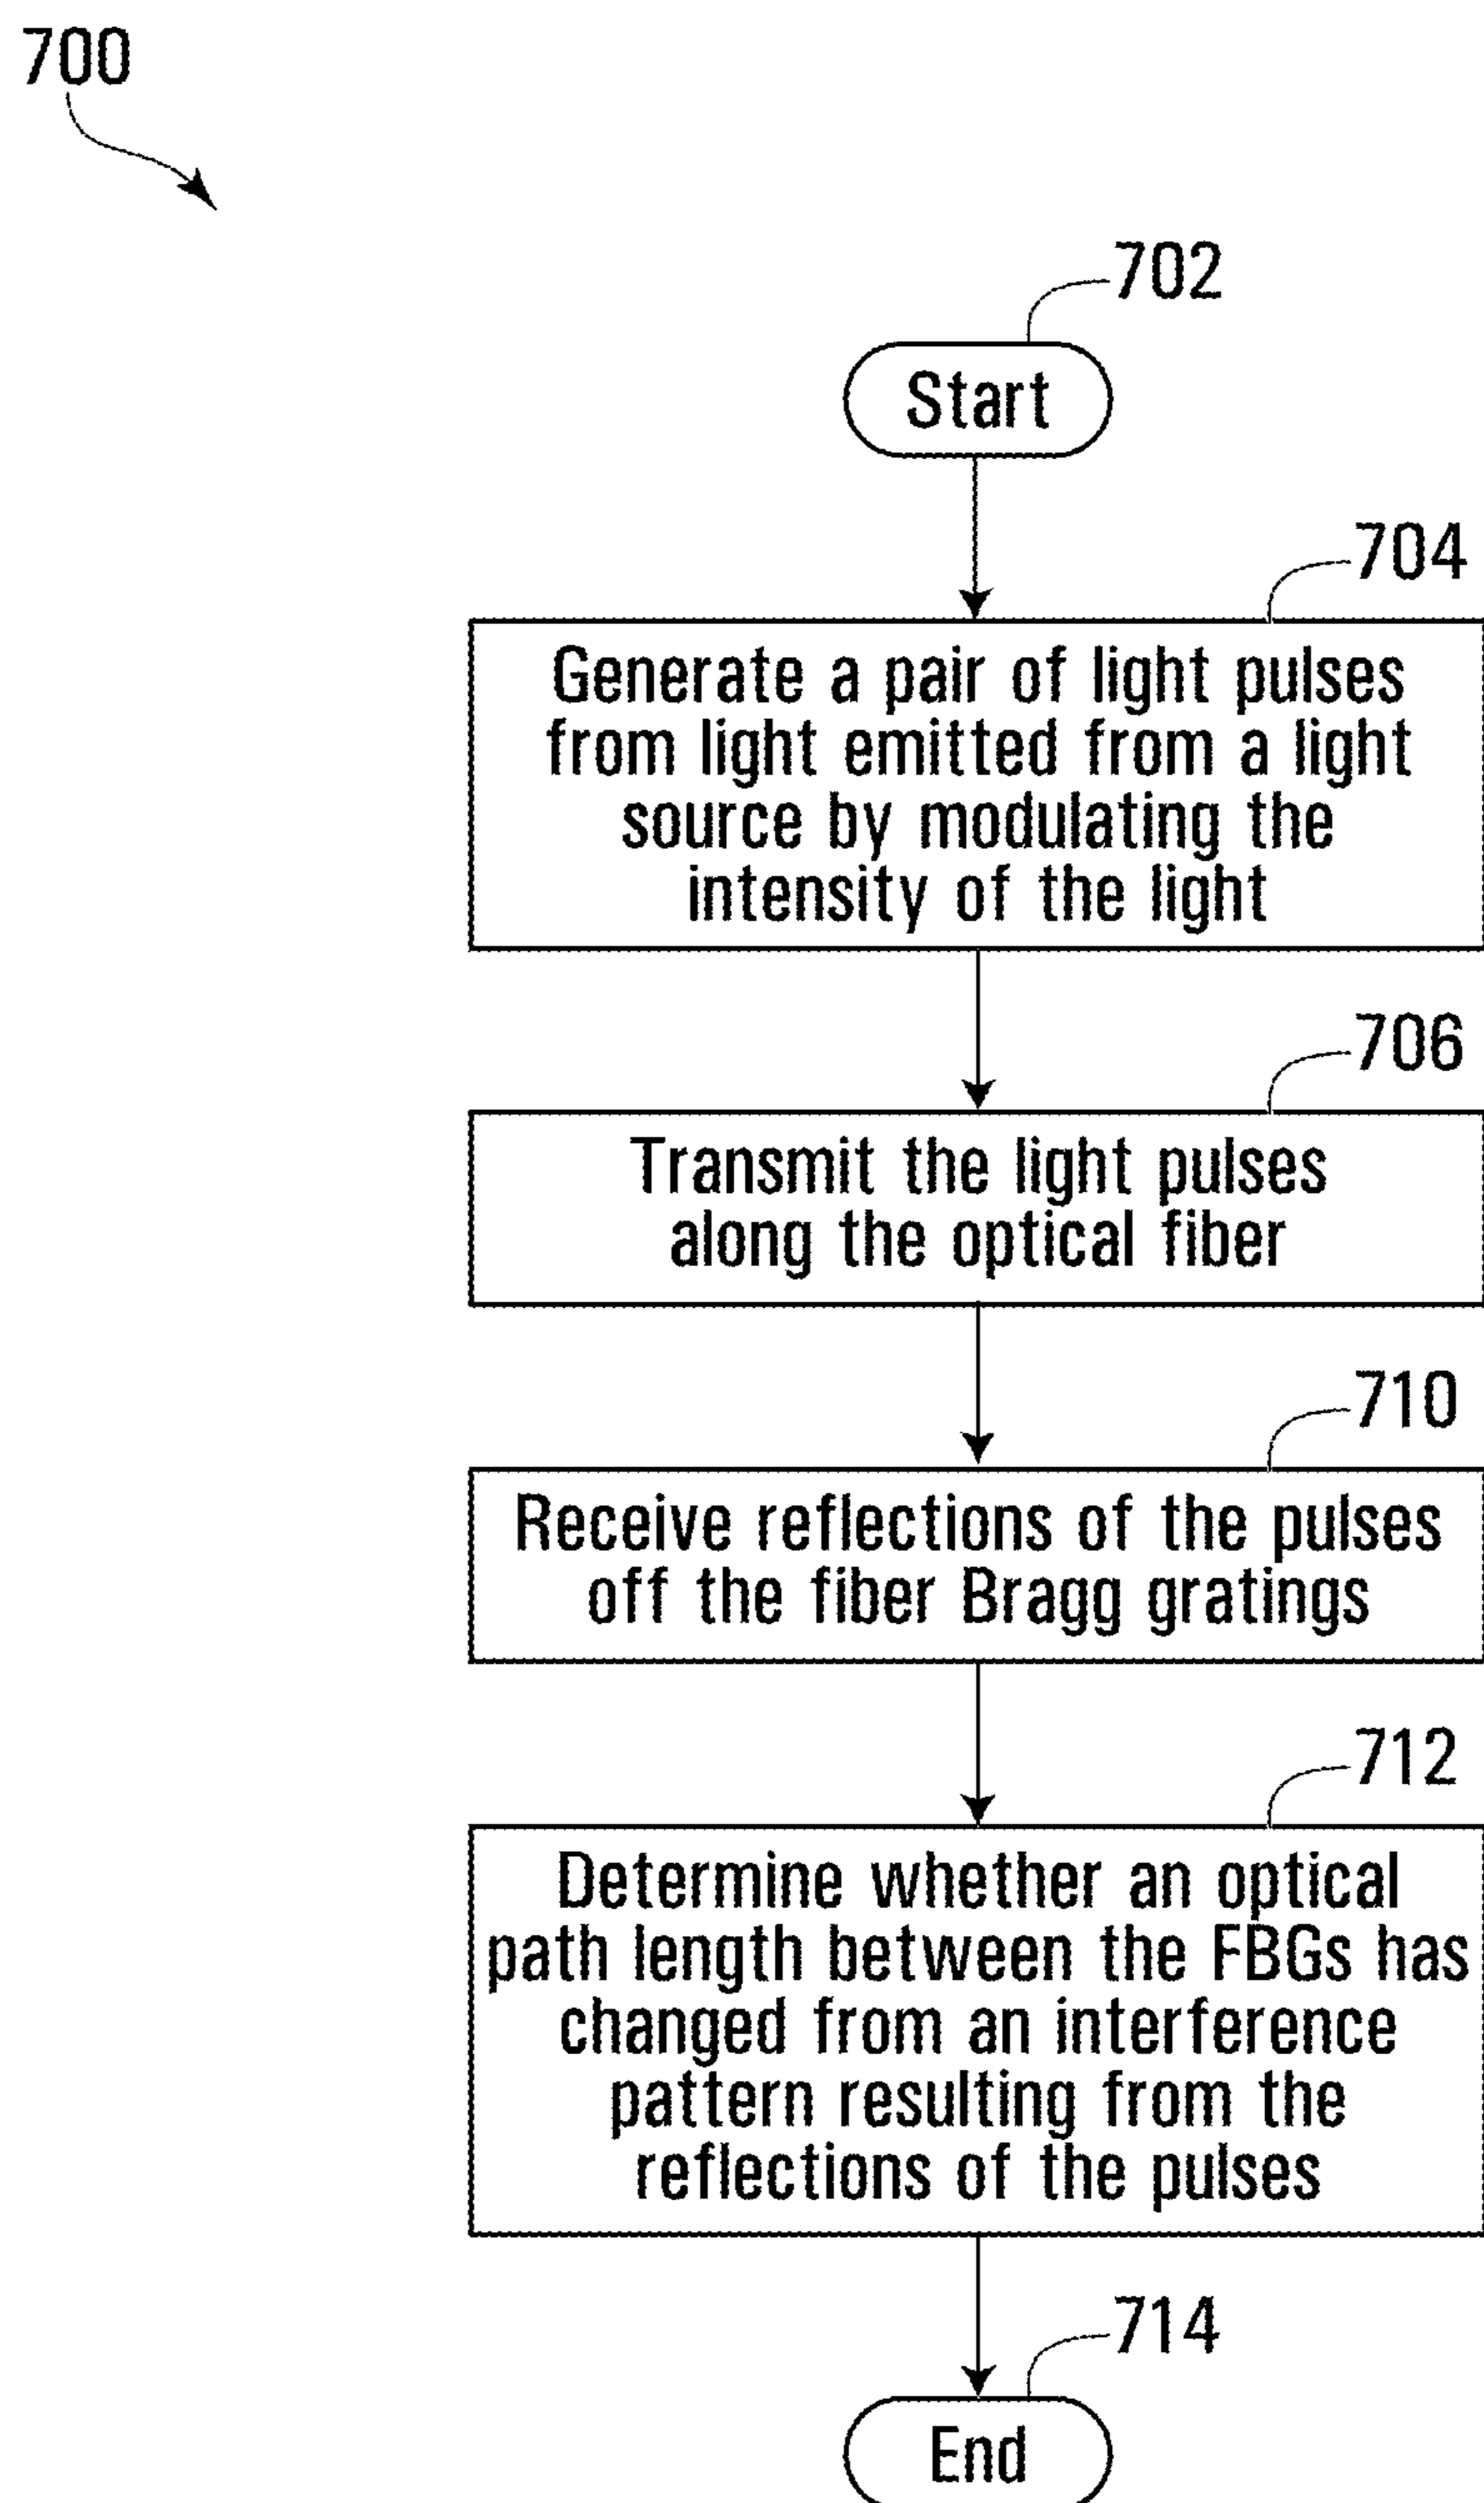 700
702
Start
704
Generate a pair of light pulses
from light emitted from a light
source by modulating the
intensity of the light
706
Transmit the light pulses
along the optical fiber
710
Receive reflections of the pulses
off the fiber Bragg gratings
712
Determine whether an optical
path length between the FBGs has
changed from an interference
pattern resulting from the
reflections of the pulses
714
End